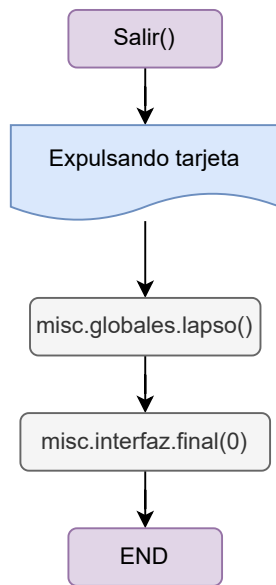 Salir()
Expulsando tarjeta
misc.globales.lapso()
misc.interfaz.final(0)
END